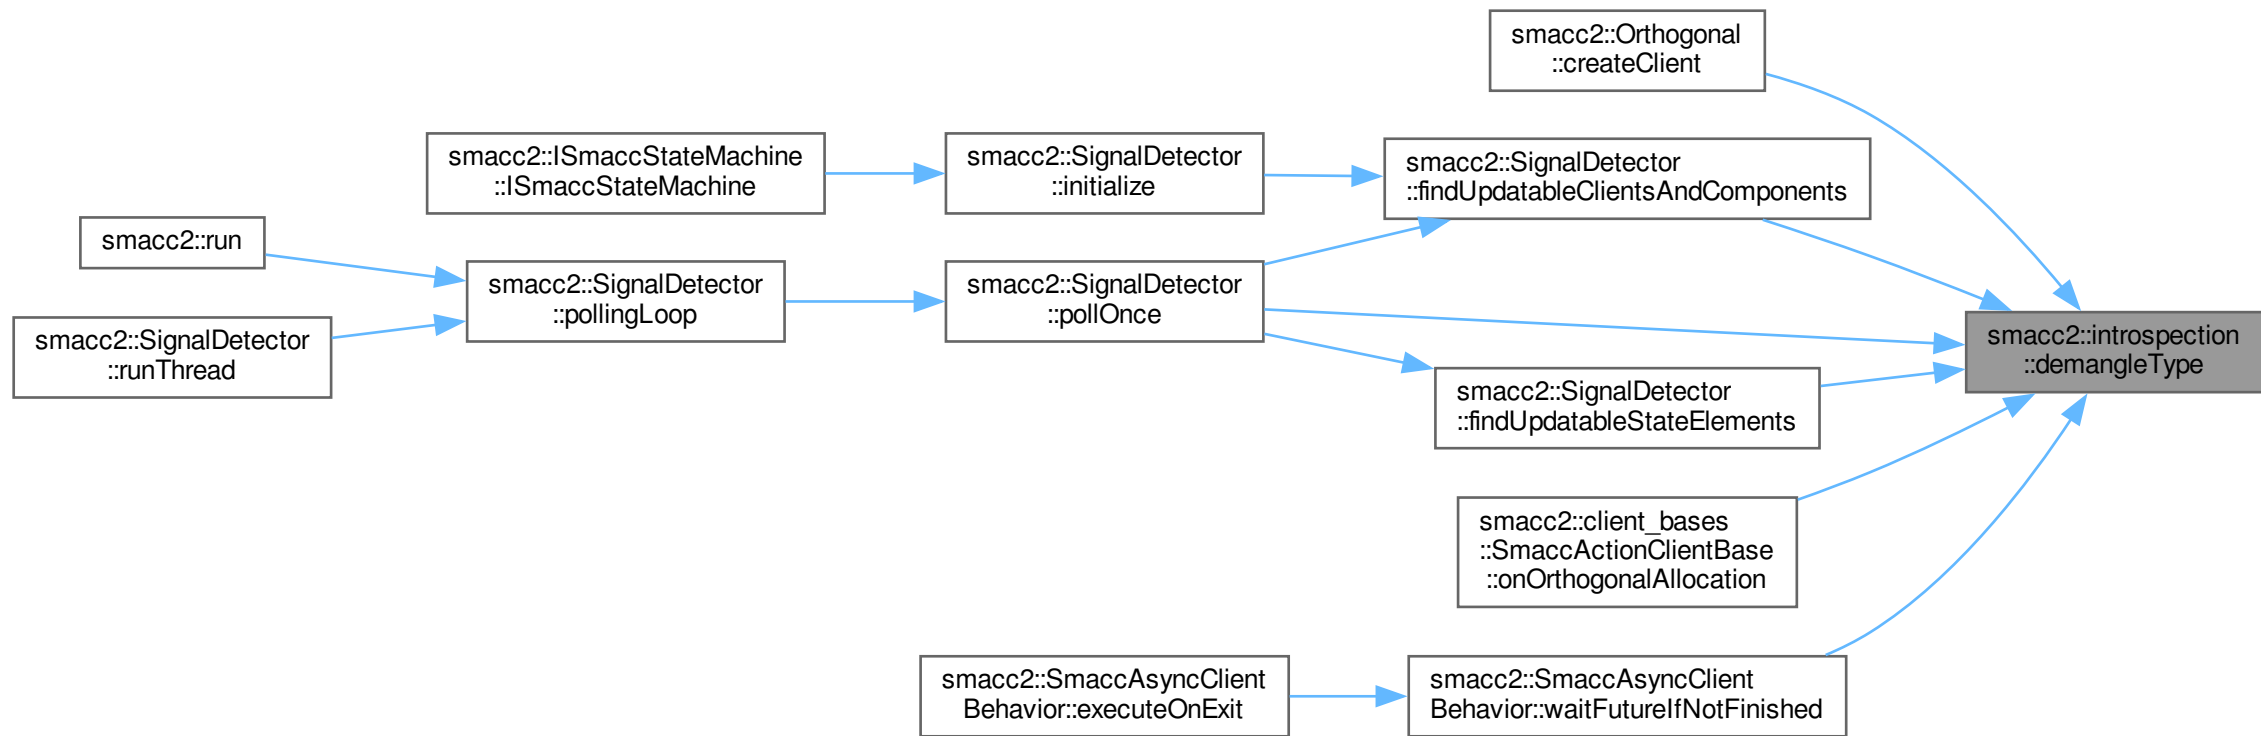 smacc2::Orthogonal
::createClient
smacc2::ISmaccStateMachine
::ISmaccStateMachine
smacc2::SignalDetector
::initialize
smacc2::SignalDetector
::findUpdatableClientsAndComponents
smacc2::run
smacc2::SignalDetector
::runThread
smacc2::SignalDetector
::pollingLoop
smacc2::SignalDetector
::pollOnce
smacc2::introspection
::demangleType
smacc2::SignalDetector
::findUpdatableStateElements
smacc2::client_bases
::SmaccActionClientBase
::onOrthogonalAllocation
smacc2::SmaccAsyncClient
Behavior::executeOnExit
smacc2::SmaccAsyncClient
Behavior::waitFutureIfNotFinished